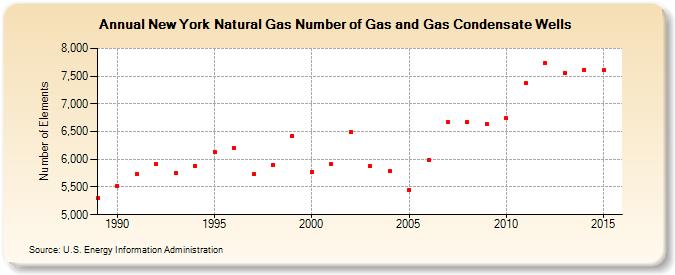 Annual New York Natural Gas Number of Gas and Gas Condensate Wells
Number of Elements
8,000
7,500
7,000
6,500
6,000
5,500
5,000
1990 1995 2000 2005 2010 2015
Source: U.S. Energy Information Administration